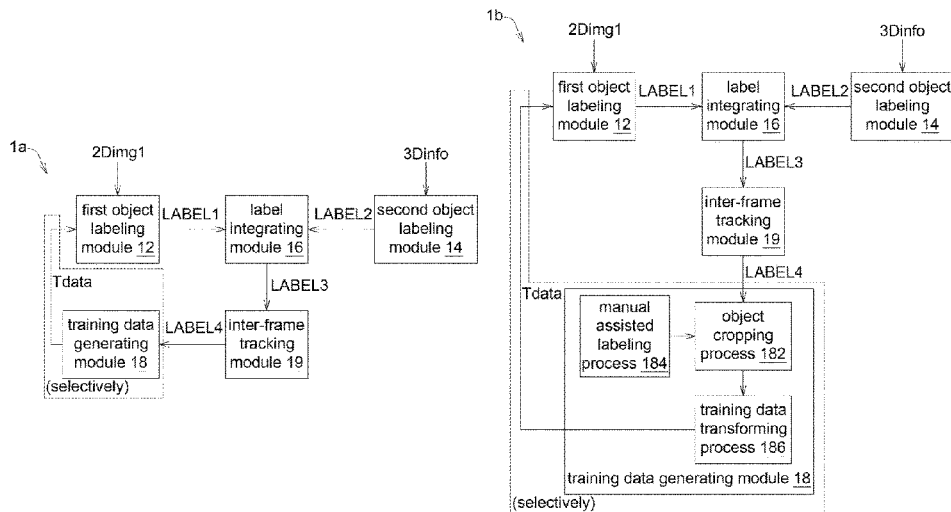 1a
2Dimg1
3Dinfo
first object
labeling
module 12
LABEL1
label
integrating
module 16
LABEL2
second object
labeling
module 14
LABEL3
Tdata
training data
generating
module 18
LABEL4
inter-frame
tracking
module 19
(selectively)
1b
2Dimg1
3Dinfo
first object
labeling
module 12
LABEL1
label
integrating
module 16
LABEL2
second object
labeling
module 14
LABEL3
inter-frame
tracking
module 19
LABEL4
Tdata
manual
assisted
labeling
process 184
object
cropping
process 182
training data
transforming
process 186
training data generating module 18
(selectively)